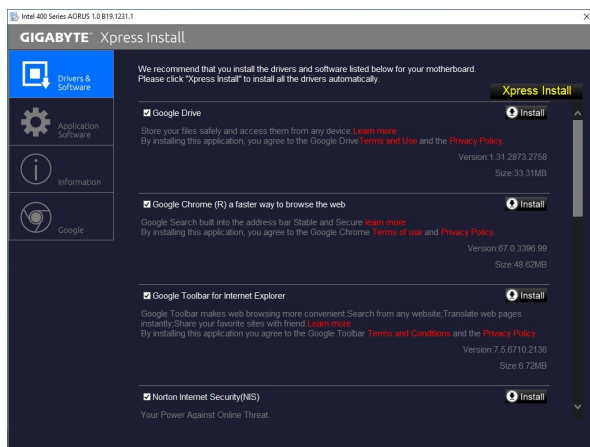 Intel 400 Series AORUS 1.0 B19.1231.1
GIGABYTE™ Xpress Install
Drivers &
Software
Application
Software
Information
Google
We recommend that you install the drivers and software listed below for your motherboard.
Please click "Xpress Install" to install all the drivers automatically.
Xpress Install
Google Drive
Install
Store your files safely and access them from any device.Learn more
By installing this application, you agree to the Google DriveTerms and Use and the Privacy Policy.
Version:1.31.2873.2758
Size:33.31MB
Google Chrome (R) a faster way to browse the web
Install
Google Search built into the address bar Stable and Secure learn more
By installing this application, you agree to the Google Chrome Terms of use and Privacy Policy.
Version:67.0.3396.99
Size:48.62MB
Google Toolbar for Internet Explorer
Install
Google Toolbar makes web browsing more convenient:Search from any website;Translate web pages
instantly;Share your favorite sites with friend.Learn more
By installing this application you agree to the Google Toolbar Terms and Conditions and the Privacy Policy.
Version:7.5.6710.2136
Size:6.72MB
Norton Internet Security(NIS)
Install
Your Power Against Online Threat.